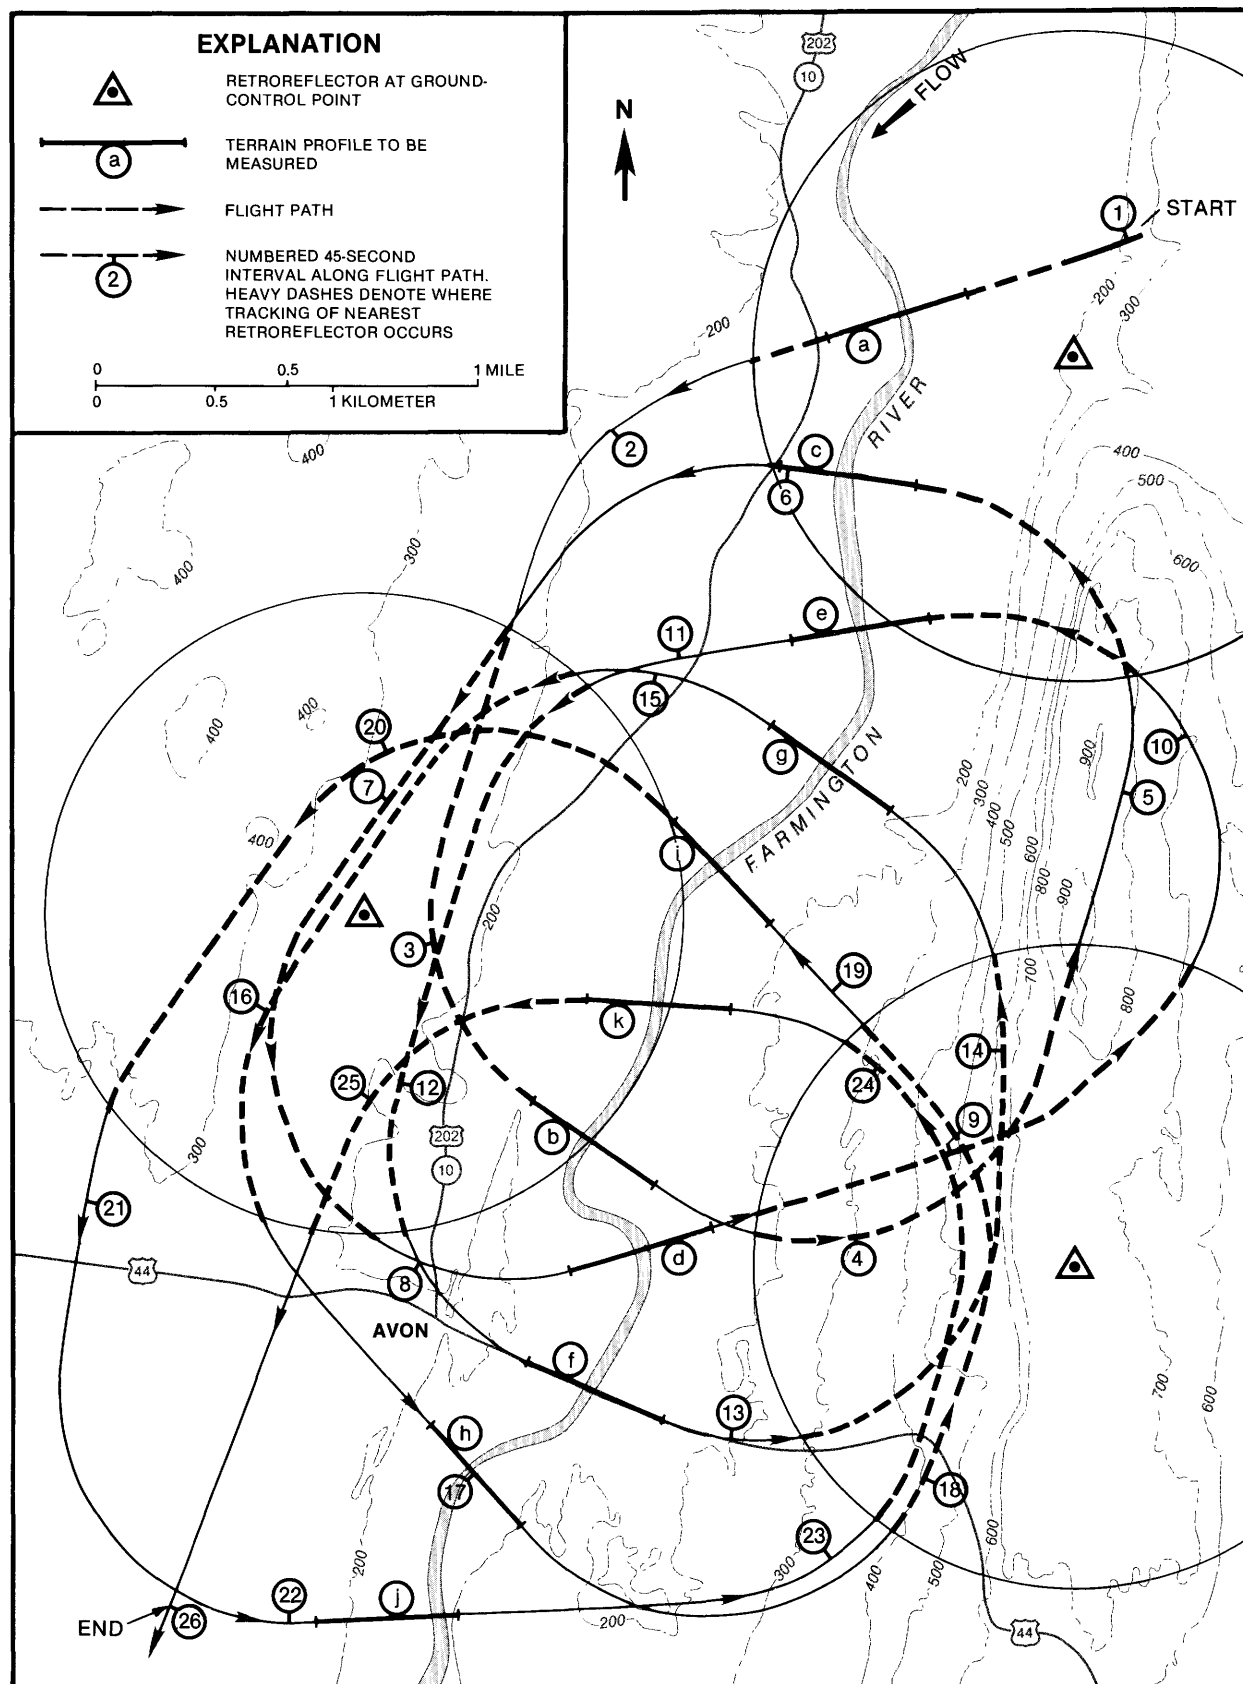 EXPLANATION
RETROREFLECTOR AT GROUND-
CONTROL POINT
a
TERRAIN PROFILE TO BE
MEASURED
FLIGHT PATH
2
NUMBERED 45-SECOND
INTERVAL ALONG FLIGHT PATH.
HEAVY DASHES DENOTE WHERE
TRACKING OF NEAREST
RETROREFLECTOR OCCURS
0 0.5 1 MILE
0 0.5 1 KILOMETER
N
202
10
FLOW
1
START
200
300
200
a
RIVER
2
400
c
400
500
6
300
400
600
e
11
15
400
400
20
g
10
900
7
5
200
300
400
500
600
800
900
i
FARMINGTON
400
200
3
19
700
16
k
800
14
24
25
12
9
202
b
300
10
21
d
4
44
8
AVON
f
700
600
13
h
17
18
23
600
200
300
400
500
22
j
END
26
200
44